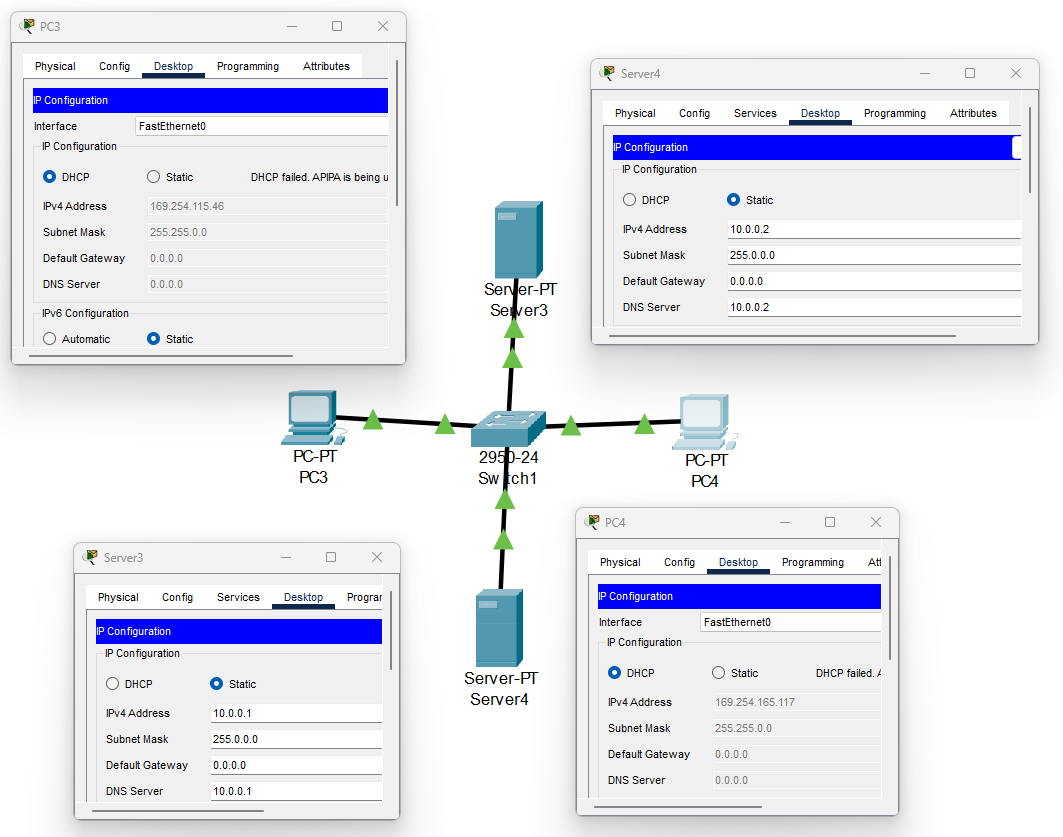 PC3
Physical Config Desktop Programming Attributes
IP Configuration
Interface FastEthernet0
IP Configuration
DHCP Static DHCP failed. APIPA is being u
IPv4 Address 169.254.115.46
Subnet Mask 255.255.0.0
Default Gateway 0.0.0.0
DNS Server 0.0.0.0
IPv6 Configuration
Automatic Static
Server4
Physical Config Services Desktop Programming Attributes
IP Configuration
IP Configuration
DHCP Static
IPv4 Address 10.0.0.2
Subnet Mask 255.0.0.0
Default Gateway 0.0.0.0
DNS Server 10.0.0.2
Server-PT
Server3
PC-PT
PC3
2950-24
Switch1
PC-PT
PC4
Server-PT
Server4
Server3
Physical Config Services Desktop Prograr
IP Configuration
IP Configuration
DHCP Static
IPv4 Address 10.0.0.1
Subnet Mask 255.0.0.0
Default Gateway 0.0.0.0
DNS Server 10.0.0.1
PC4
Physical Config Desktop Programming Att
IP Configuration
Interface FastEthernet0
IP Configuration
DHCP Static DHCP failed. A
IPv4 Address 169.254.165.117
Subnet Mask 255.255.0.0
Default Gateway 0.0.0.0
DNS Server 0.0.0.0